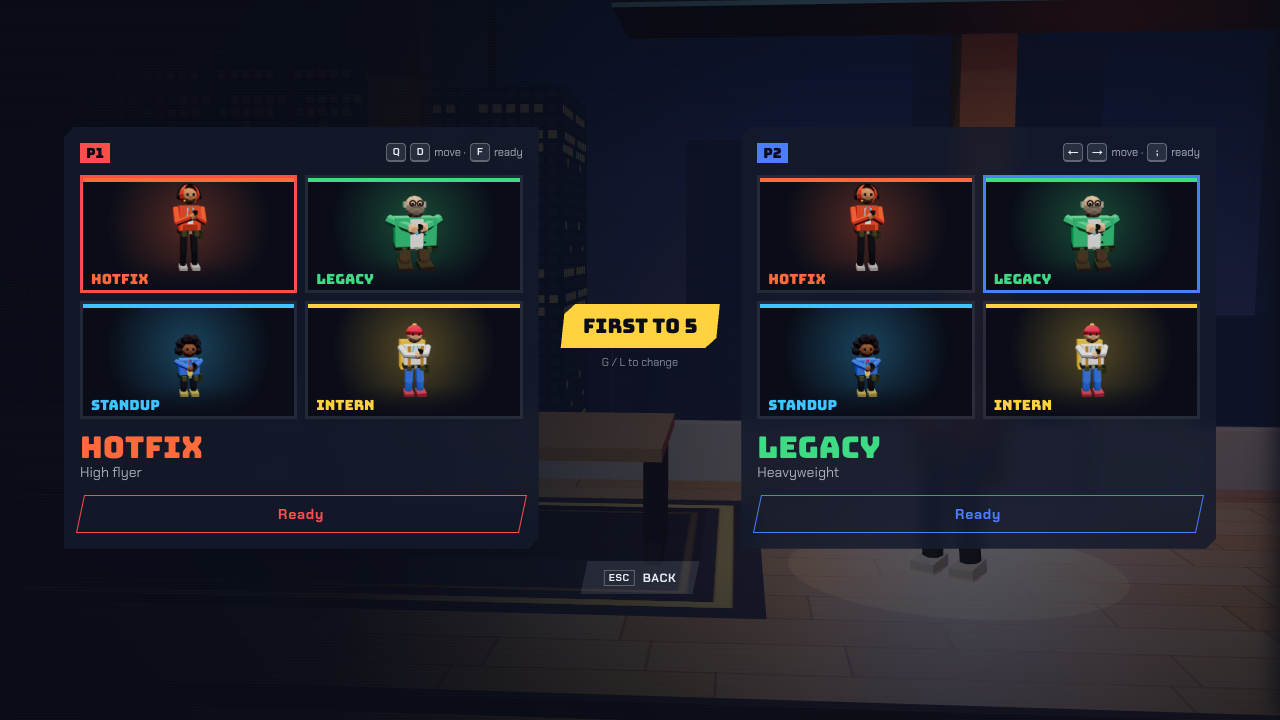 P1
Q D move · F ready
HOTFIX
LEGACY
STANDUP
INTERN
HOTFIX
High flyer
Ready
FIRST TO 5
G / L to change
P2
← → move · ; ready
HOTFIX
LEGACY
STANDUP
INTERN
LEGACY
Heavyweight
Ready
ESC BACK